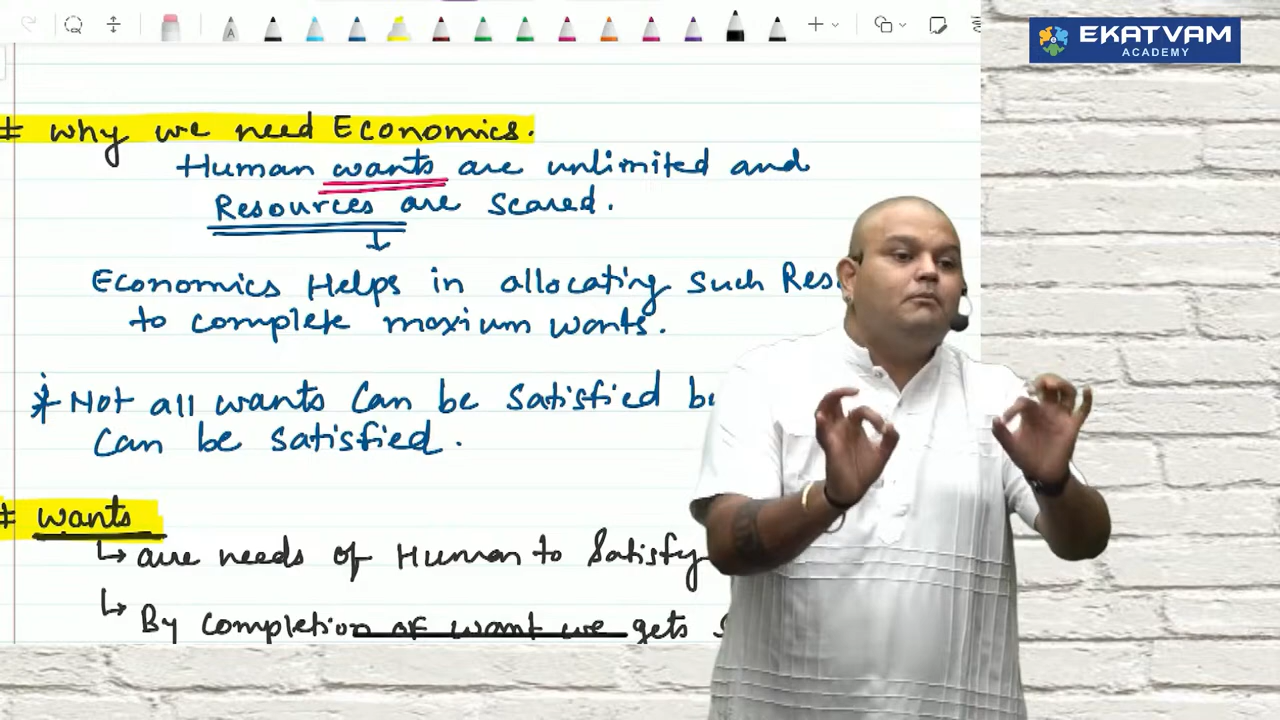 EKATVAM
ACADEMY
# why we need Economics.
Human wants are unlimited and
Resources are scared.
Economics Helps in allocating such Res
to complete maxium wants.
* Not all wants can be satisfied
can be satisfied.
# wants
↳ are needs of Human to Satisfy
↳ By completion of want we gets